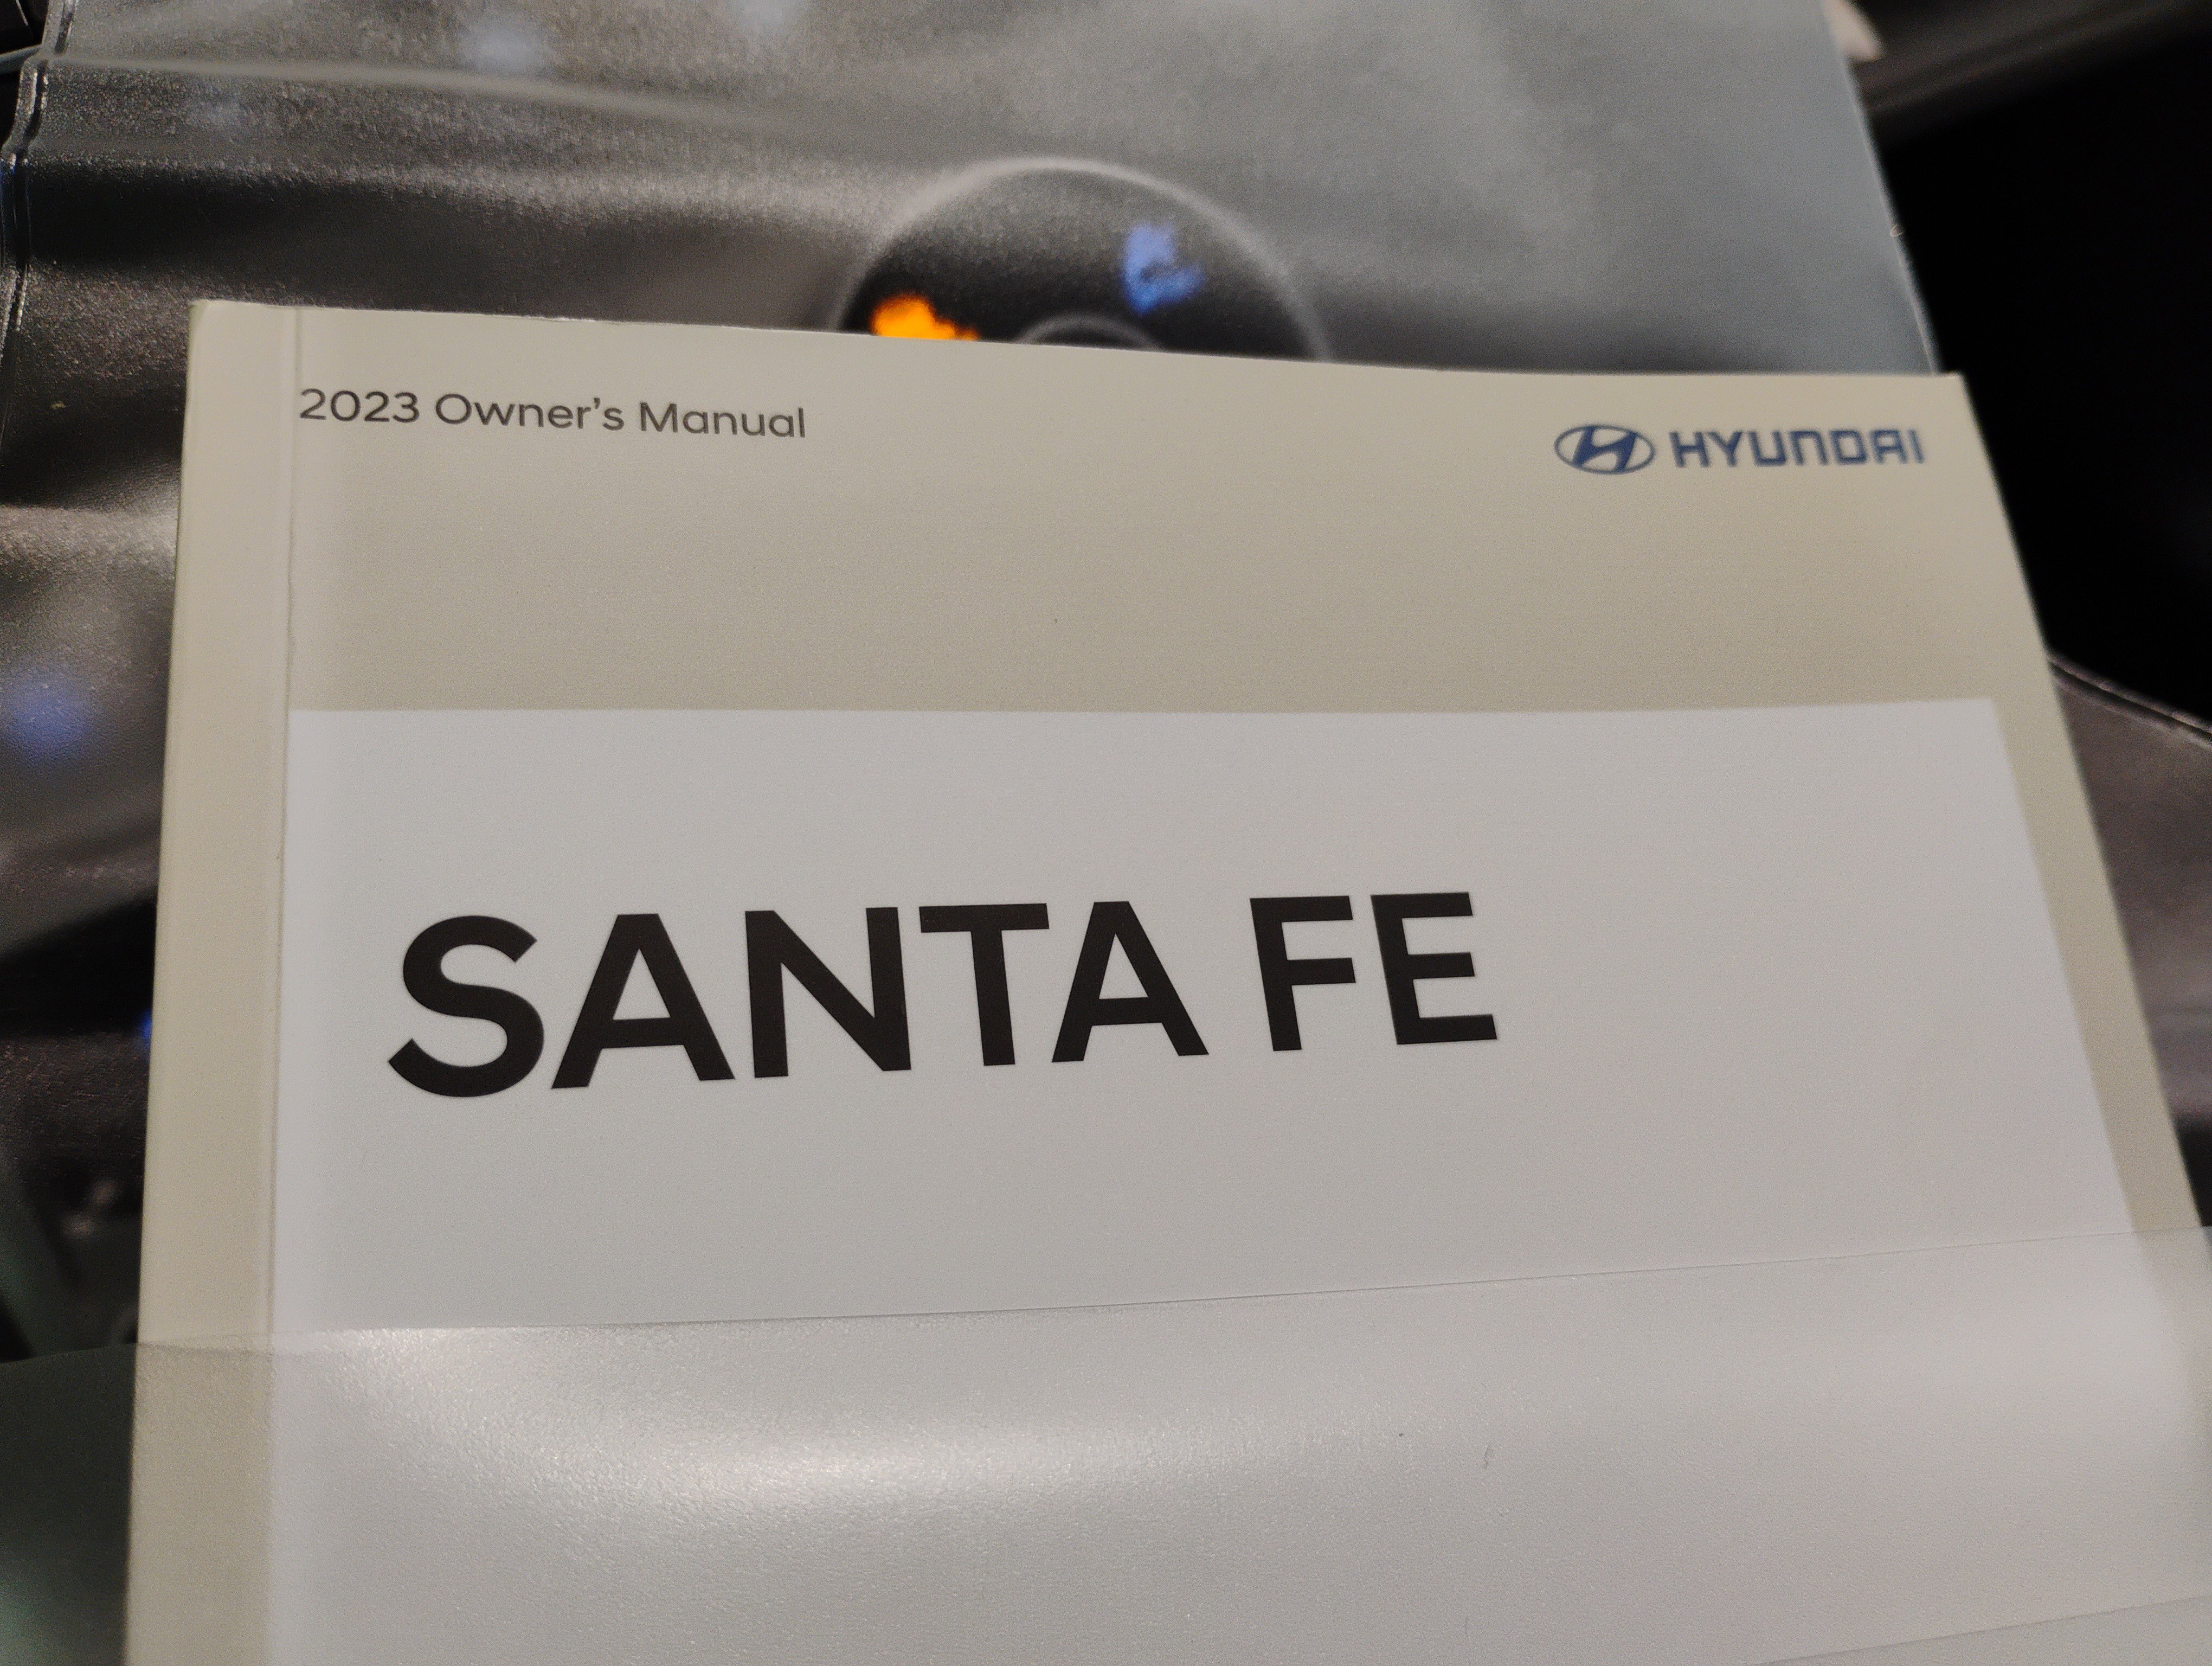 2023 Owner’s Manual
HYUNDAI
SANTA FE